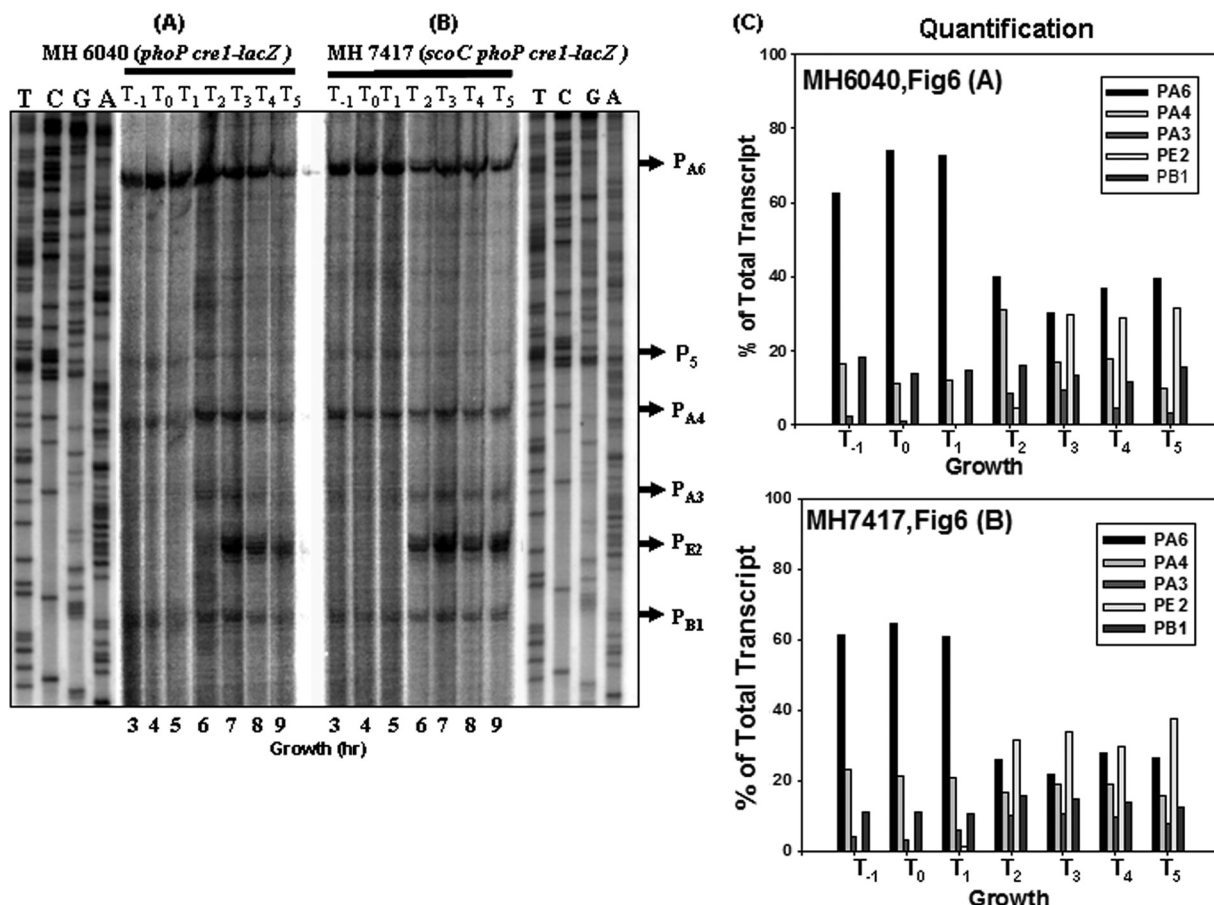 (A)
MH 6040 (phoP cre1-lacZ)
(B)
MH 7417 (scoC phoP cre1-lacZ)
T C G A T-1 T0 T1 T2 T3 T4 T5 T-1 T0 T1 T2 T3 T4 T5 T C G A
PA6
P5
PA4
PA3
PE2
PB1
3 4 5 6 7 8 9 3 4 5 6 7 8 9
Growth (hr)
(C)
Quantification
MH6040,Fig6 (A)
PA6
PA4
PA3
PE2
PB1
% of Total Transcript
100
80
60
40
20
0
T-1 T0 T1 T2 T3 T4 T5
Growth
MH7417,Fig6 (B)
PA6
PA4
PA3
PE2
PB1
% of Total Transcript
100
80
60
40
20
0
T-1 T0 T1 T2 T3 T4 T5
Growth